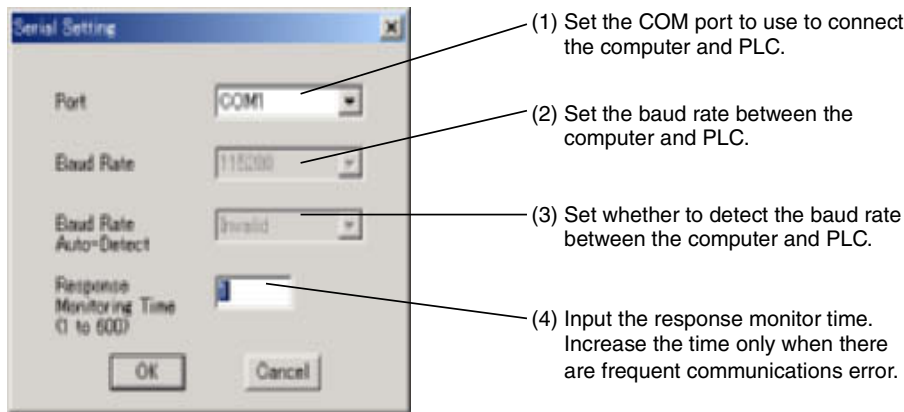 Serial Setting
Port
COM1
Baud Rate
115200
Baud Rate
Auto-Detect
Invalid
Response
Monitoring Time
(1 to 600)
OK
Cancel
(1) Set the COM port to use to connect
the computer and PLC.
(2) Set the baud rate between the
computer and PLC.
(3) Set whether to detect the baud rate
between the computer and PLC.
(4) Input the response monitor time.
Increase the time only when there
are frequent communications error.